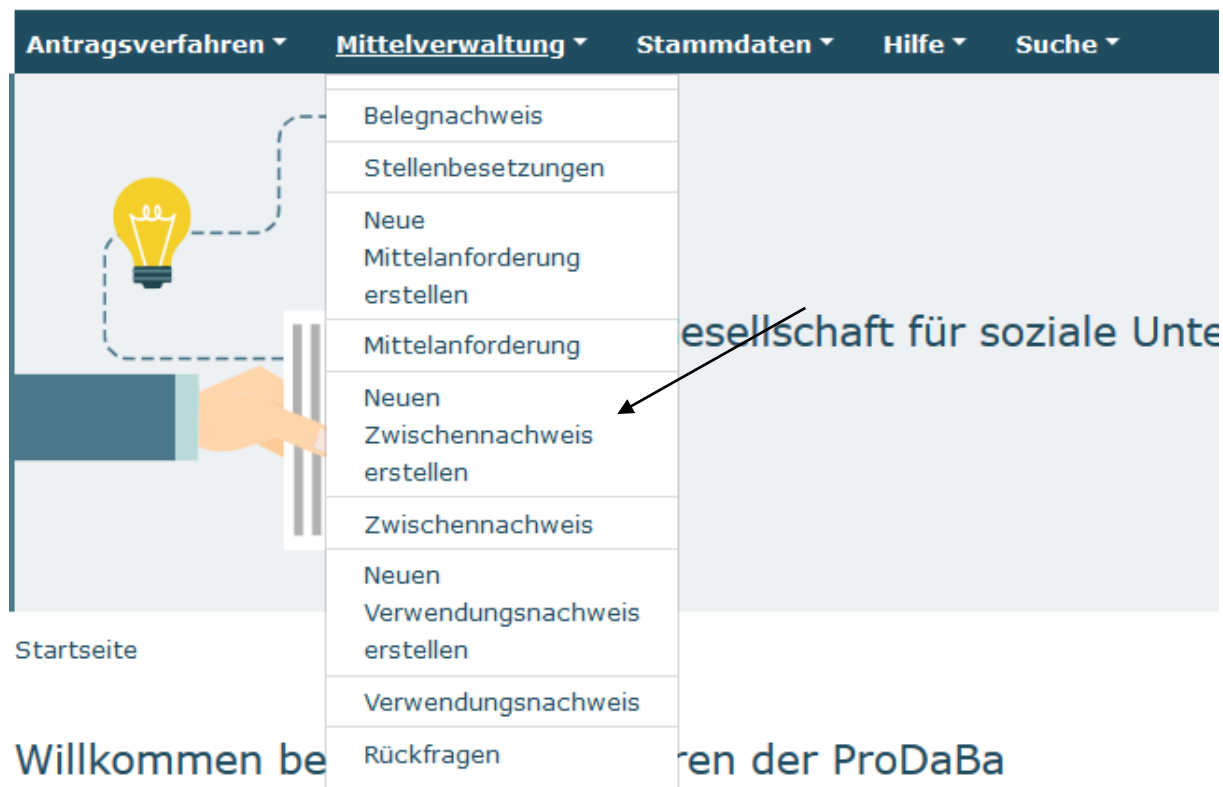 Antragsverfahren Mittelverwaltung Stammdaten Hilfe Suche
Belegnachweis
Stellenbesetzungen
Neue
Mittelanforderung
erstellen
Mittelanforderung
Neuen
Zwischennachweis
erstellen
Zwischennachweis
Neuen
Verwendungsnachweis
erstellen
Verwendungsnachweis
Rückfragen
esellschaft für soziale Unte
Startseite
Willkommen be
ren der ProDaBa